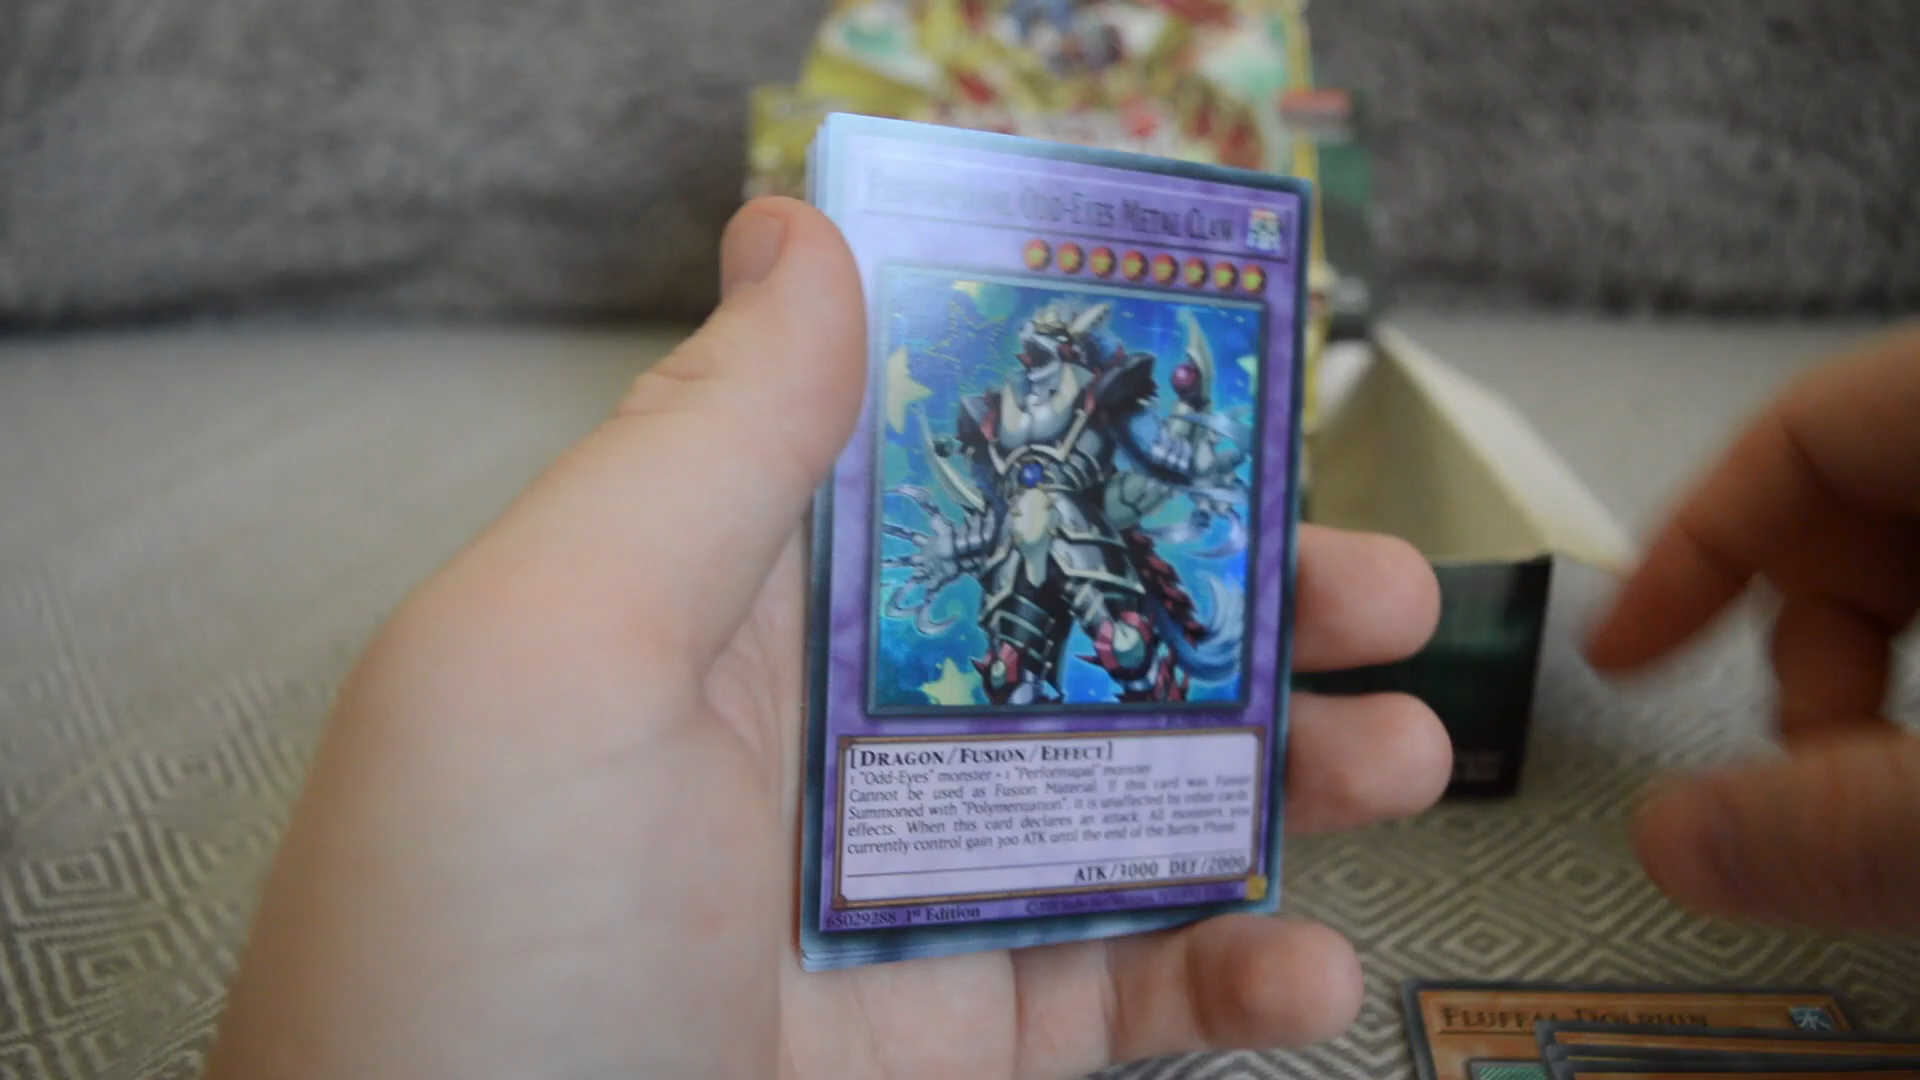 Performapal Odd-Eyes Metal Claw
[Dragon/Fusion/Effect]
1 "Odd-Eyes" monster + 1 "Performapal" monster
Cannot be used as Fusion Material. If this card was Fusion
Summoned with "Polymerization", it is unaffected by other cards'
effects. When this card declares an attack: All monsters you
currently control gain 300 ATK until the end of the Battle Phase.
ATK/3000 DEF/2000
65029288 1st Edition
Fluffal Dolphin